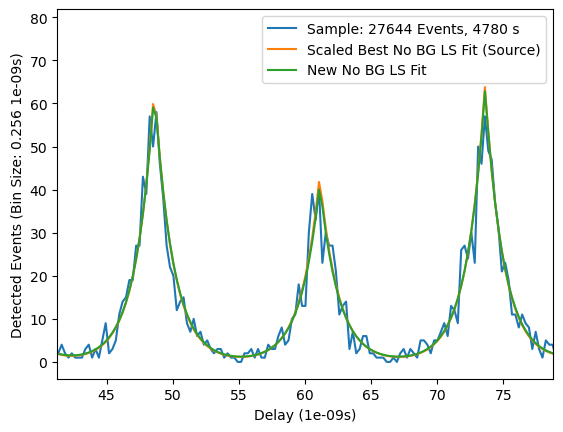 Sample: 27644 Events, 4780 s
Scaled Best No BG LS Fit (Source)
New No BG LS Fit
Detected Events (Bin Size: 0.256 1e-09s)
80
70
60
50
40
30
20
10
0
45 50 55 60 65 70 75
Delay (1e-09s)